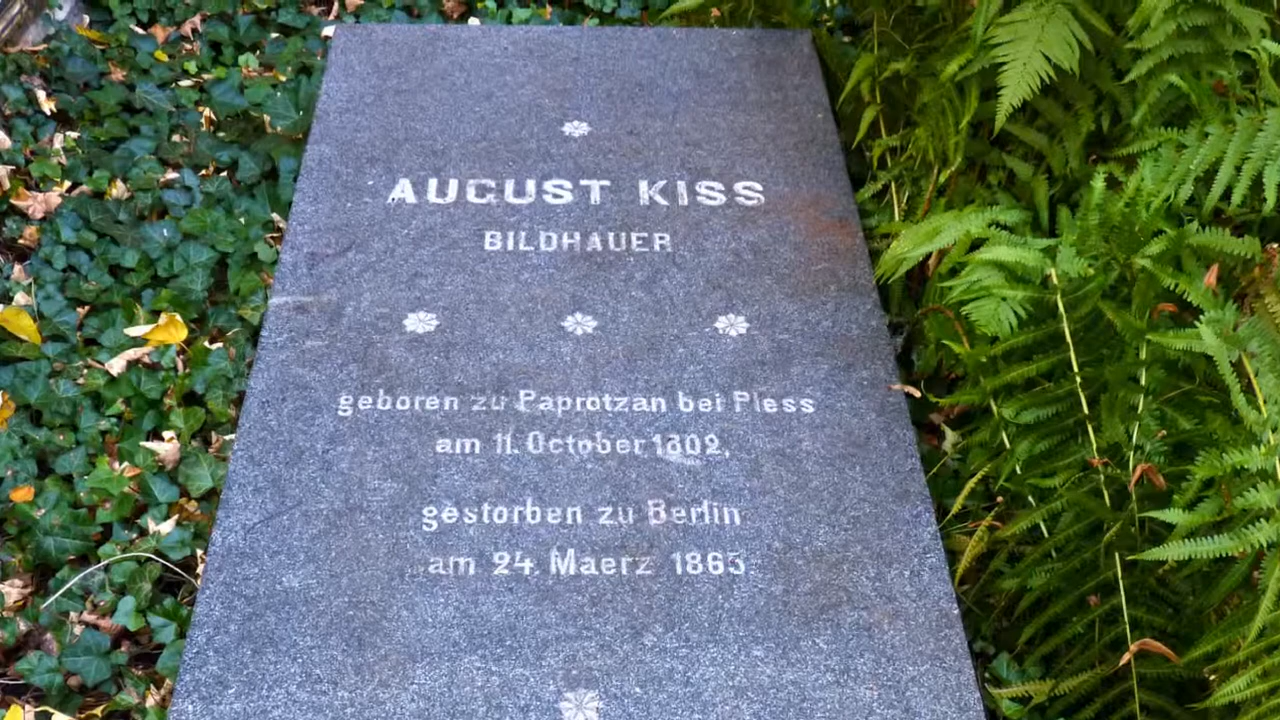 AUGUST KISS
BILDHAUER
geboren zu Paprotzan bei Pless
am 11. October 1802,
gestorben zu Berlin
am 24. Maerz 1865